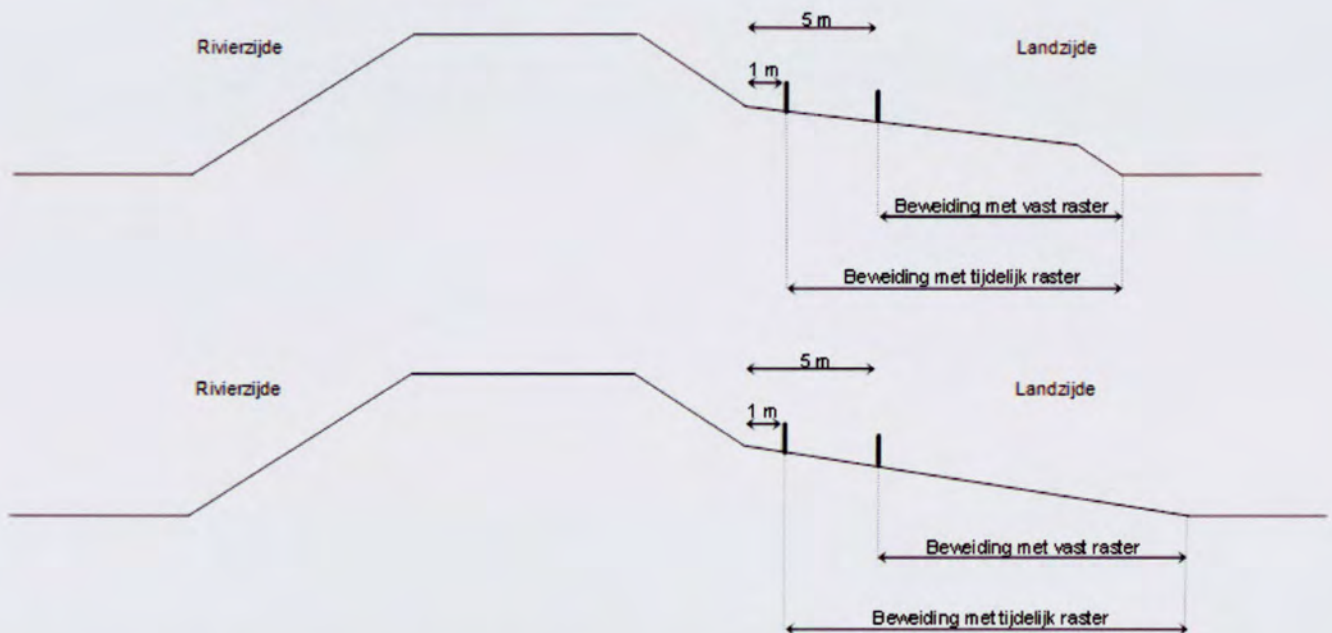 5 m
Rivierzijde
Landzijde
1 m
Beweiding met vast raster
Beweiding met tijdelijk raster
5 m
Rivierzijde
Landzijde
1 m
Beweiding met vast raster
Beweiding met tijdelijk raster